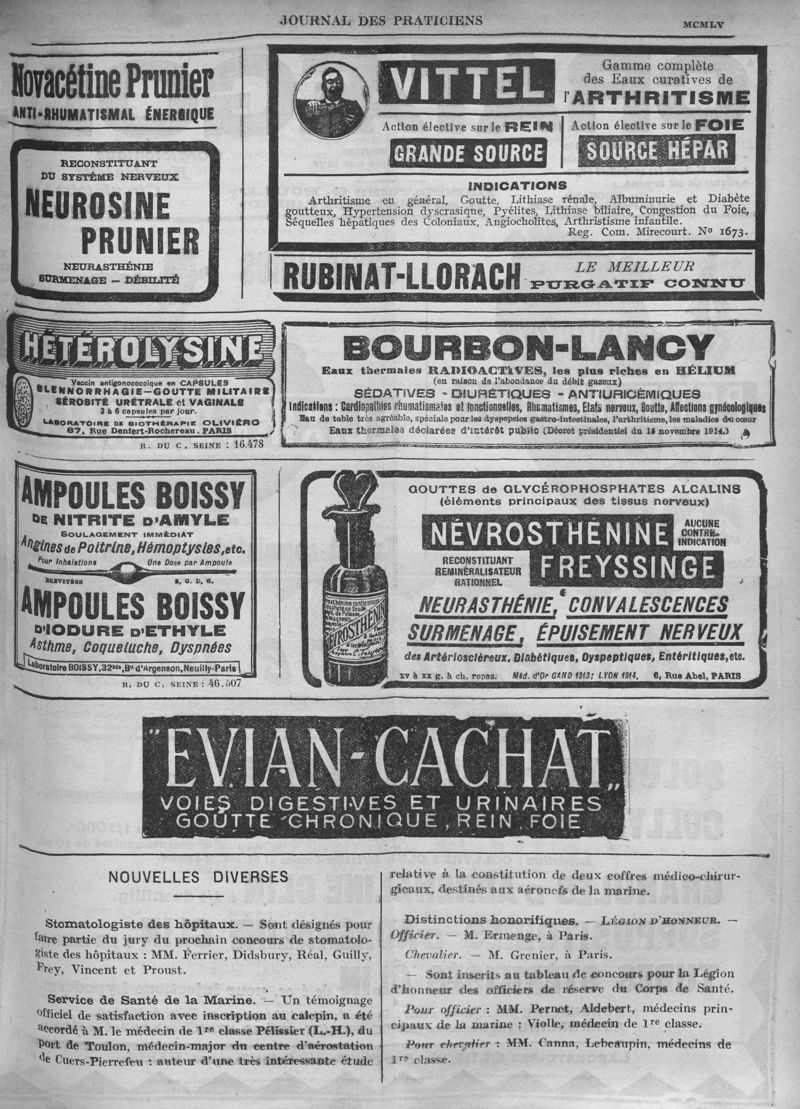 JOURNAL DES PRATICIENS
MCMLV
Novacétine Prunier
ANTI-RHUMATISMAL ÉNERGIQUE
RECONSTITUANT
DU SYSTÈME NERVEUX
NEUROSINE
PRUNIER
NEURASTHÉNIE
SURMENAGE — DÉBILITÉ
VITTEL
Gamme complète
des Eaux curatives de
l'ARTHRITISME
Action élective sur le REIN
GRANDE SOURCE
Action élective sur le FOIE
SOURCE HÉPAR
INDICATIONS
Arthritisme en général, Goutte, Lithiase rénale, Albuminurie et Diabète
goutteux, Hypertension dyscrasique, Pyélites, Lithiase biliaire, Congestion du Foie,
Séquelles hépatiques des Coloniaux, Angiocholites, Arthristisme infantile.
Reg. Com. Mirecourt. No 1673.
RUBINAT-LLORACH
LE MEILLEUR
PURGATIF CONNU
HÉTÉROLYSINE
Vaccin antigonococcique en CAPSULES
BLENNORRHAGIE-GOUTTE MILITAIRE
SÉROSITÉ URÉTRALE et VAGINALE
3 à 6 capsules par jour.
LABORATOIRE DE BIOTHÉRAPIE OLIVIÉRO
87, Rue Denfert-Rochereau. PARIS
R. DU C. SEINE : 16.478
BOURBON-LANCY
Eaux thermales RADIOACTIVES, les plus riches en HÉLIUM
(en raison de l'abondance du débit gazeux)
SÉDATIVES - DIURÉTIQUES - ANTIURICÉMIQUES
Indications : Cardiopathies rhumatismales et fonctionnelles, Rhumatismes, Etats nerveux, Goutte, Affections gynécologiques
Eau de table très agréable, spéciale pour les dyspepsies gastro-intestinales, l'arthritisme, les maladies du cœur
Eaux thermales déclarées d'intérêt public (Décret présidentiel du 15 novembre 1914.)
AMPOULES BOISSY
DE NITRITE D'AMYLE
SOULAGEMENT IMMÉDIAT
Angines de Poitrine, Hémoptysies, etc.
Pour Inhalations Une Dose par Ampoule
BREVETÉES S. G. D. G.
AMPOULES BOISSY
D'IODURE D'ETHYLE
Asthme, Coqueluche, Dyspnées
Laboratoire BOISSY, 32bis, Bd d'Argenson, Neuilly-Paris
R. DU C. SEINE : 46.507
GOUTTES de GLYCÉROPHOSPHATES ALCALINS
(éléments principaux des tissus nerveux)
NÉVROSTHÉNINE
AUCUNE
CONTRE-
INDICATION
RECONSTITUANT
REMINÉRALISATEUR
RATIONNEL
FREYSSINGE
NEURASTHÉNIE, CONVALESCENCES
SURMENAGE, ÉPUISEMENT NERVEUX
des Artérioscléreux, Diabétiques, Dyspeptiques, Entéritiques, etc.
XV à XX g. à ch. repas. Méd. d'Or GAND 1913; LYON 1914. 6, Rue Abel, PARIS
"EVIAN-CACHAT"
VOIES DIGESTIVES ET URINAIRES
GOUTTE CHRONIQUE, REIN, FOIE
NOUVELLES DIVERSES
Stomatologiste des hôpitaux. — Sont désignés pour
faire partie du jury du prochain concours de stomatolo-
giste des hôpitaux : MM. Ferrier, Didsbury, Réal, Guilly,
Frey, Vincent et Proust.
Service de Santé de la Marine. — Un témoignage
officiel de satisfaction avec inscription au calepin, a été
accordé à M. le médecin de 1re classe Pélissier (L.-H.), du
port de Toulon, médecin-major du centre d'aérostation
de Cuers-Pierrefeu : auteur d'une très intéressante étude
relative à la constitution de deux coffres médico-chirur-
gicaux, destinés aux aéronefs de la marine.
Distinctions honorifiques. — LÉGION D'HONNEUR. —
Officier. — M. Ermenge, à Paris.
Chevalier. — M. Grenier, à Paris.
— Sont inscrits au tableau de concours pour la Légion
d'honneur des officiers de réserve du Corps de Santé.
Pour officier : MM. Pernet, Aldebert, médecins prin-
cipaux de la marine ; Violle, médecin de 1re classe.
Pour chevalier : MM. Canna, Lebeaupin, médecins de
1re classe.